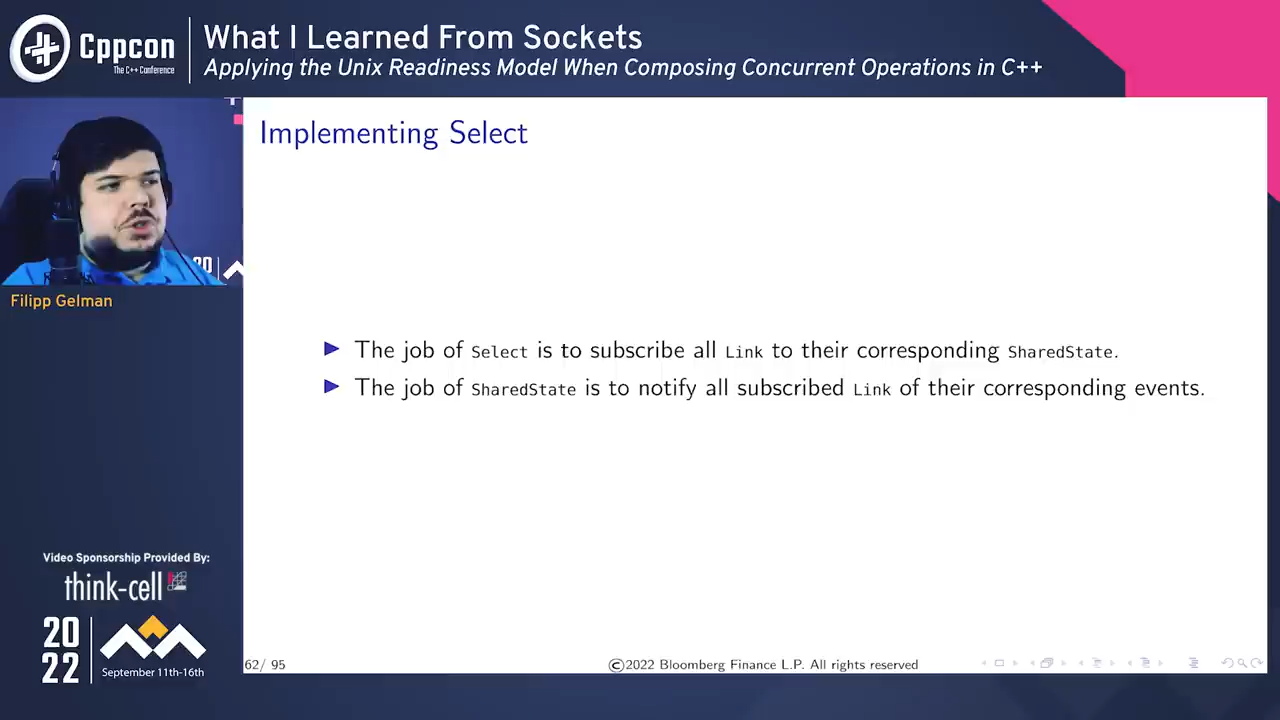 Cppcon
The C++ Conference
What I Learned From Sockets
Applying the Unix Readiness Model When Composing Concurrent Operations in C++
Implementing Select
20
Filipp Gelman
▶ The job of Select is to subscribe all Link to their corresponding SharedState.
▶ The job of SharedState is to notify all subscribed Link of their corresponding events.
Video Sponsorship Provided By:
think-cell
20
22
September 11th-16th
62/ 95
©2022 Bloomberg Finance L.P. All rights reserved